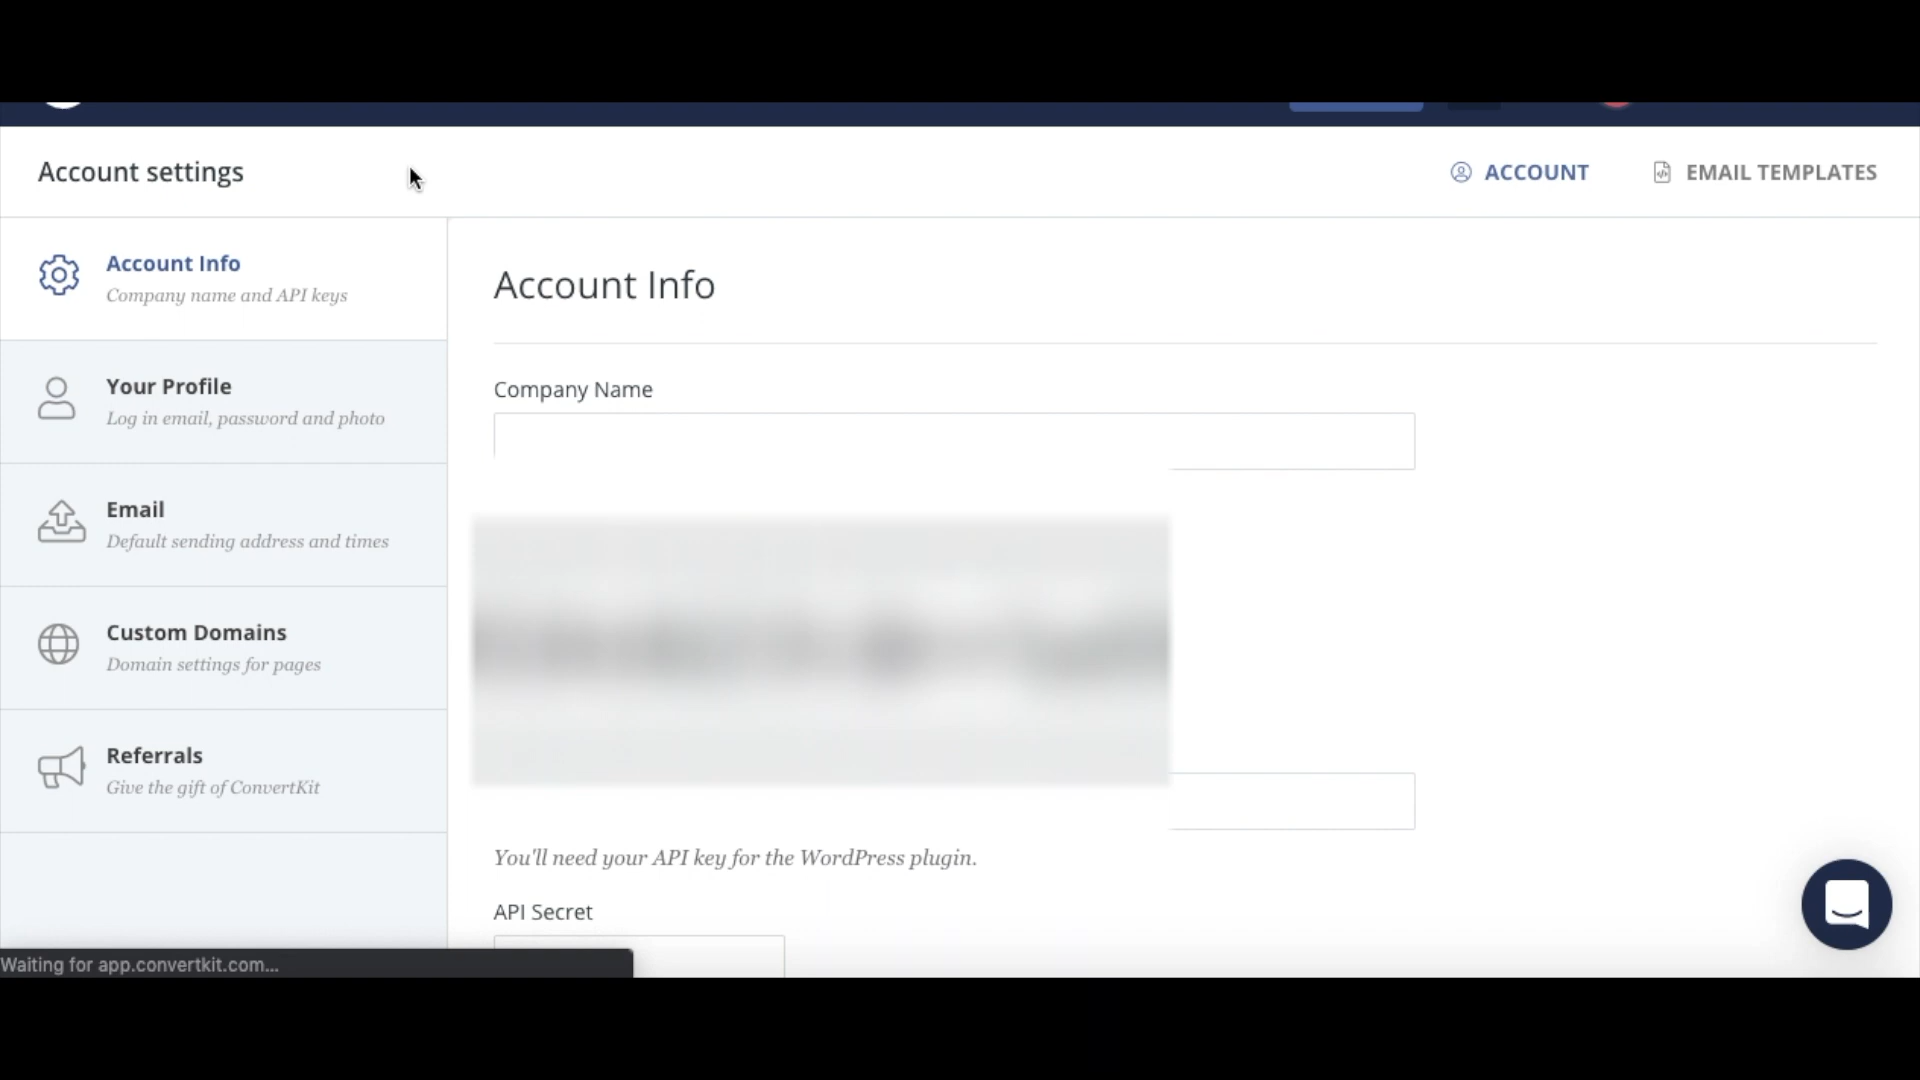 Account settings
ACCOUNT
EMAIL TEMPLATES
Account Info
Company name and API keys
Your Profile
Log in email, password and photo
Email
Default sending address and times
Custom Domains
Domain settings for pages
Referrals
Give the gift of ConvertKit
Account Info
Company Name
You'll need your API key for the WordPress plugin.
API Secret
Waiting for app.convertkit.com...